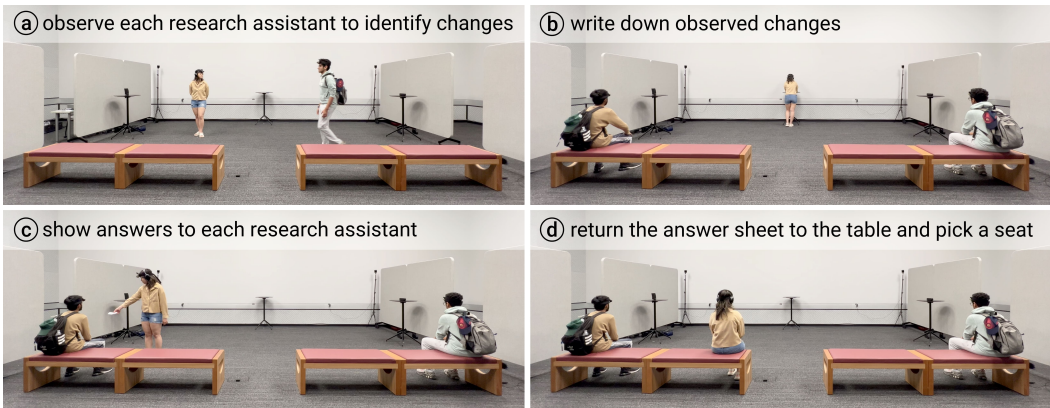 ⓐ observe each research assistant to identify changes
ⓑ write down observed changes
ⓒ show answers to each research assistant
ⓓ return the answer sheet to the table and pick a seat